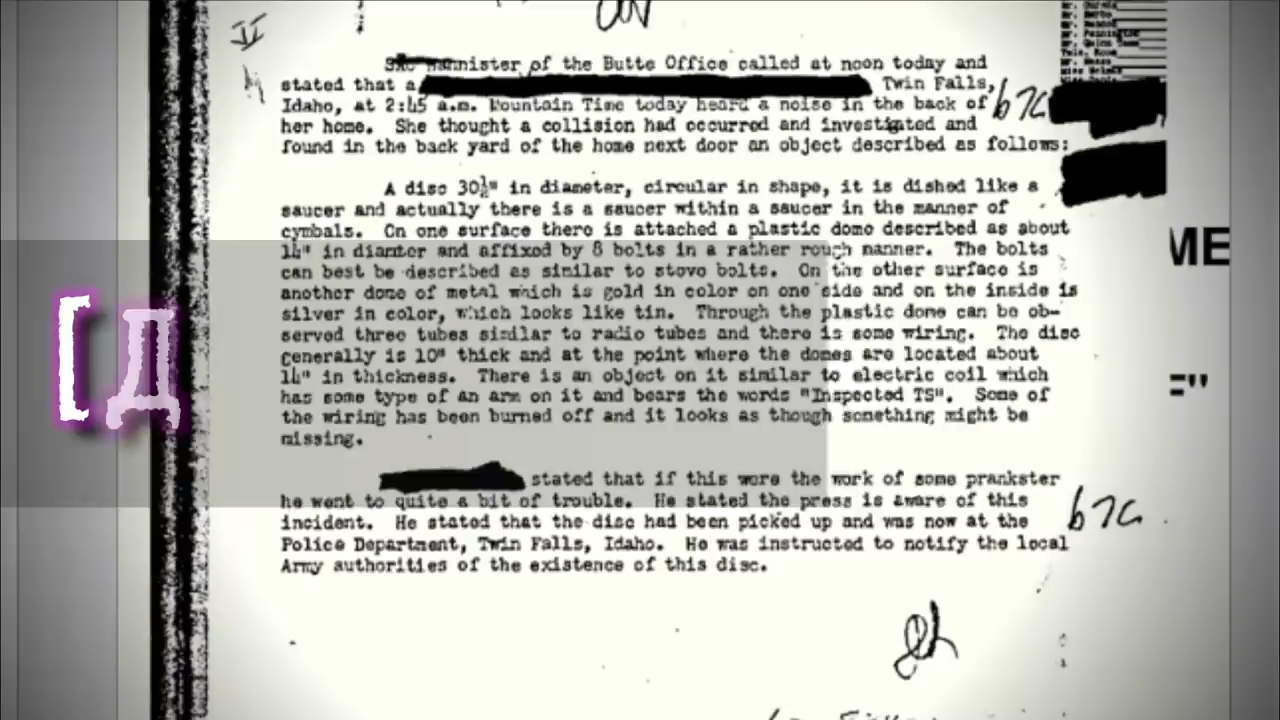 II
SAC Bannister of the Butte Office called at noon today and
stated that a Twin Falls,
Idaho, at 2:45 a.m. Mountain Time today heard a noise in the back of
b7c
her home. She thought a collision had occurred and investigated and
found in the back yard of the home next door an object described as follows:
A disc 30½" in diameter, circular in shape, it is dished like a
saucer and actually there is a saucer within a saucer in the manner of
cymbals. On one surface there is attached a plastic dome described as about
14" in diamter and affixed by 8 bolts in a rather rough manner. The bolts
can best be described as similar to stove bolts. On the other surface is
another dome of metal which is gold in color on one side and on the inside is
silver in color, which looks like tin. Through the plastic dome can be ob-
served three tubes similar to radio tubes and there is some wiring. The disc
generally is 10" thick and at the point where the domes are located about
14" in thickness. There is an object on it similar to electric coil which
has some type of an arm on it and bears the words "Inspected TS". Some of
the wiring has been burned off and it looks as though something might be
missing.
stated that if this were the work of some prankster
he went to quite a bit of trouble. He stated the press is aware of this
incident. He stated that the disc had been picked up and was now at the
b7c
Police Department, Twin Falls, Idaho. He was instructed to notify the local
Army authorities of the existence of this disc.
[Д
ME
E"